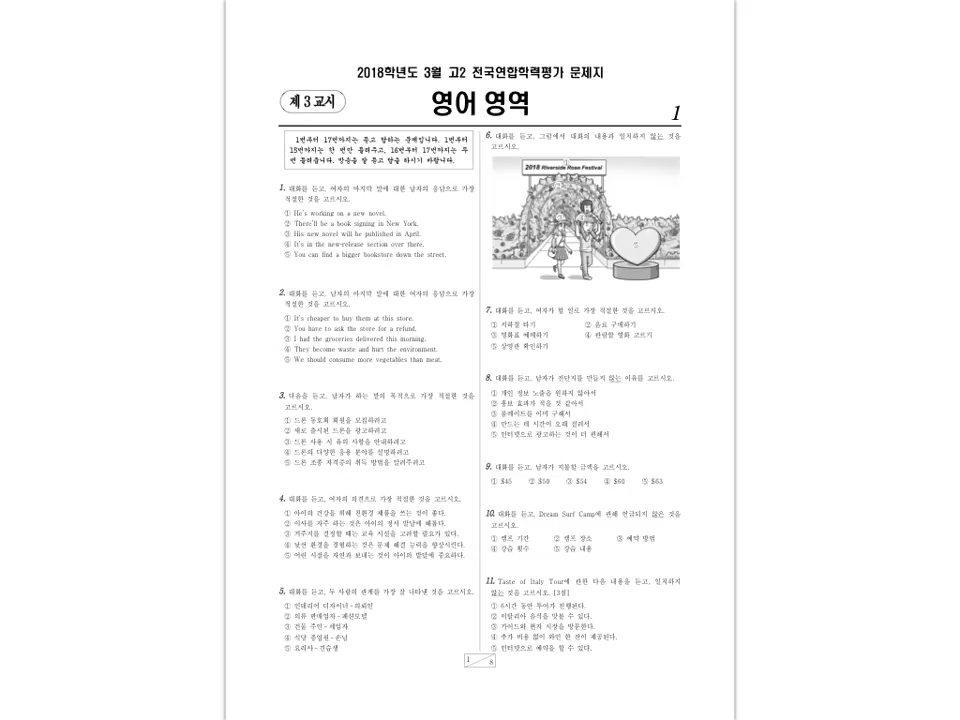 2018학년도 3월 고2 전국연합학력평가 문제지
제 3 교시
영어 영역
1
1번부터 17번까지는 듣고 답하는 문제입니다. 1번부터
15번까지는 한 번만 들려주고, 16번부터 17번까지는 두
번 들려줍니다. 방송을 잘 듣고 답을 하시기 바랍니다.
1. 대화를 듣고, 여자의 마지막 말에 대한 남자의 응답으로 가장
적절한 것을 고르시오.
① He's working on a new novel.
② There'll be a book signing in New York.
③ His new novel will be published in April.
④ It's in the new-release section over there.
⑤ You can find a bigger bookstore down the street.
2. 대화를 듣고, 남자의 마지막 말에 대한 여자의 응답으로 가장
적절한 것을 고르시오.
① It's cheaper to buy them at this store.
② You have to ask the store for a refund.
③ I had the groceries delivered this morning.
④ They become waste and hurt the environment.
⑤ We should consume more vegetables than meat.
3. 다음을 듣고, 남자가 하는 말의 목적으로 가장 적절한 것을
고르시오.
① 드론 동호회 회원을 모집하려고
② 새로 출시된 드론을 광고하려고
③ 드론 사용 시 유의 사항을 안내하려고
④ 드론의 다양한 응용 분야를 설명하려고
⑤ 드론 조종 자격증의 취득 방법을 알려주려고
4. 대화를 듣고, 여자의 의견으로 가장 적절한 것을 고르시오.
① 아이의 건강을 위해 친환경 제품을 쓰는 것이 좋다.
② 이사를 자주 하는 것은 아이의 정서 발달에 해롭다.
③ 거주지를 결정할 때는 교육 시설을 고려할 필요가 있다.
④ 낯선 환경을 경험하는 것은 문제 해결 능력을 향상시킨다.
⑤ 어린 시절을 자연과 보내는 것이 아이의 발달에 중요하다.
5. 대화를 듣고, 두 사람의 관계를 가장 잘 나타낸 것을 고르시오.
① 인테리어 디자이너 - 의뢰인
② 의류 판매업자 - 패션모델
③ 건물 주인 - 세입자
④ 식당 종업원 - 손님
⑤ 요리사 - 견습생
6. 대화를 듣고, 그림에서 대화의 내용과 일치하지 않는 것을
고르시오.
①
2018 Riverside Rose Festival
⑤
7. 대화를 듣고, 여자가 할 일로 가장 적절한 것을 고르시오.
① 지하철 타기 ② 음료 구매하기
③ 영화표 예매하기 ④ 관람할 영화 고르기
⑤ 상영관 확인하기
8. 대화를 듣고, 남자가 전단지를 만들지 않는 이유를 고르시오.
① 개인 정보 노출을 원하지 않아서
② 홍보 효과가 적을 것 같아서
③ 룸메이트를 이미 구해서
④ 만드는 데 시간이 오래 걸려서
⑤ 인터넷으로 광고하는 것이 더 편해서
9. 대화를 듣고, 남자가 지불할 금액을 고르시오.
① $45 ② $50 ③ $54 ④ $60 ⑤ $63
10. 대화를 듣고, Dream Surf Camp에 관해 언급되지 않은 것을
고르시오.
① 캠프 기간 ② 캠프 장소 ③ 예약 방법
④ 강습 횟수 ⑤ 강습 내용
11. Taste of Italy Tour에 관한 다음 내용을 듣고, 일치하지
않는 것을 고르시오. [3점]
① 6시간 동안 투어가 진행된다.
② 이탈리아 음식을 맛볼 수 있다.
③ 가이드와 현지 시장을 방문한다.
④ 추가 비용 없이 와인 한 잔이 제공된다.
⑤ 인터넷으로 예약을 할 수 있다.
1
8